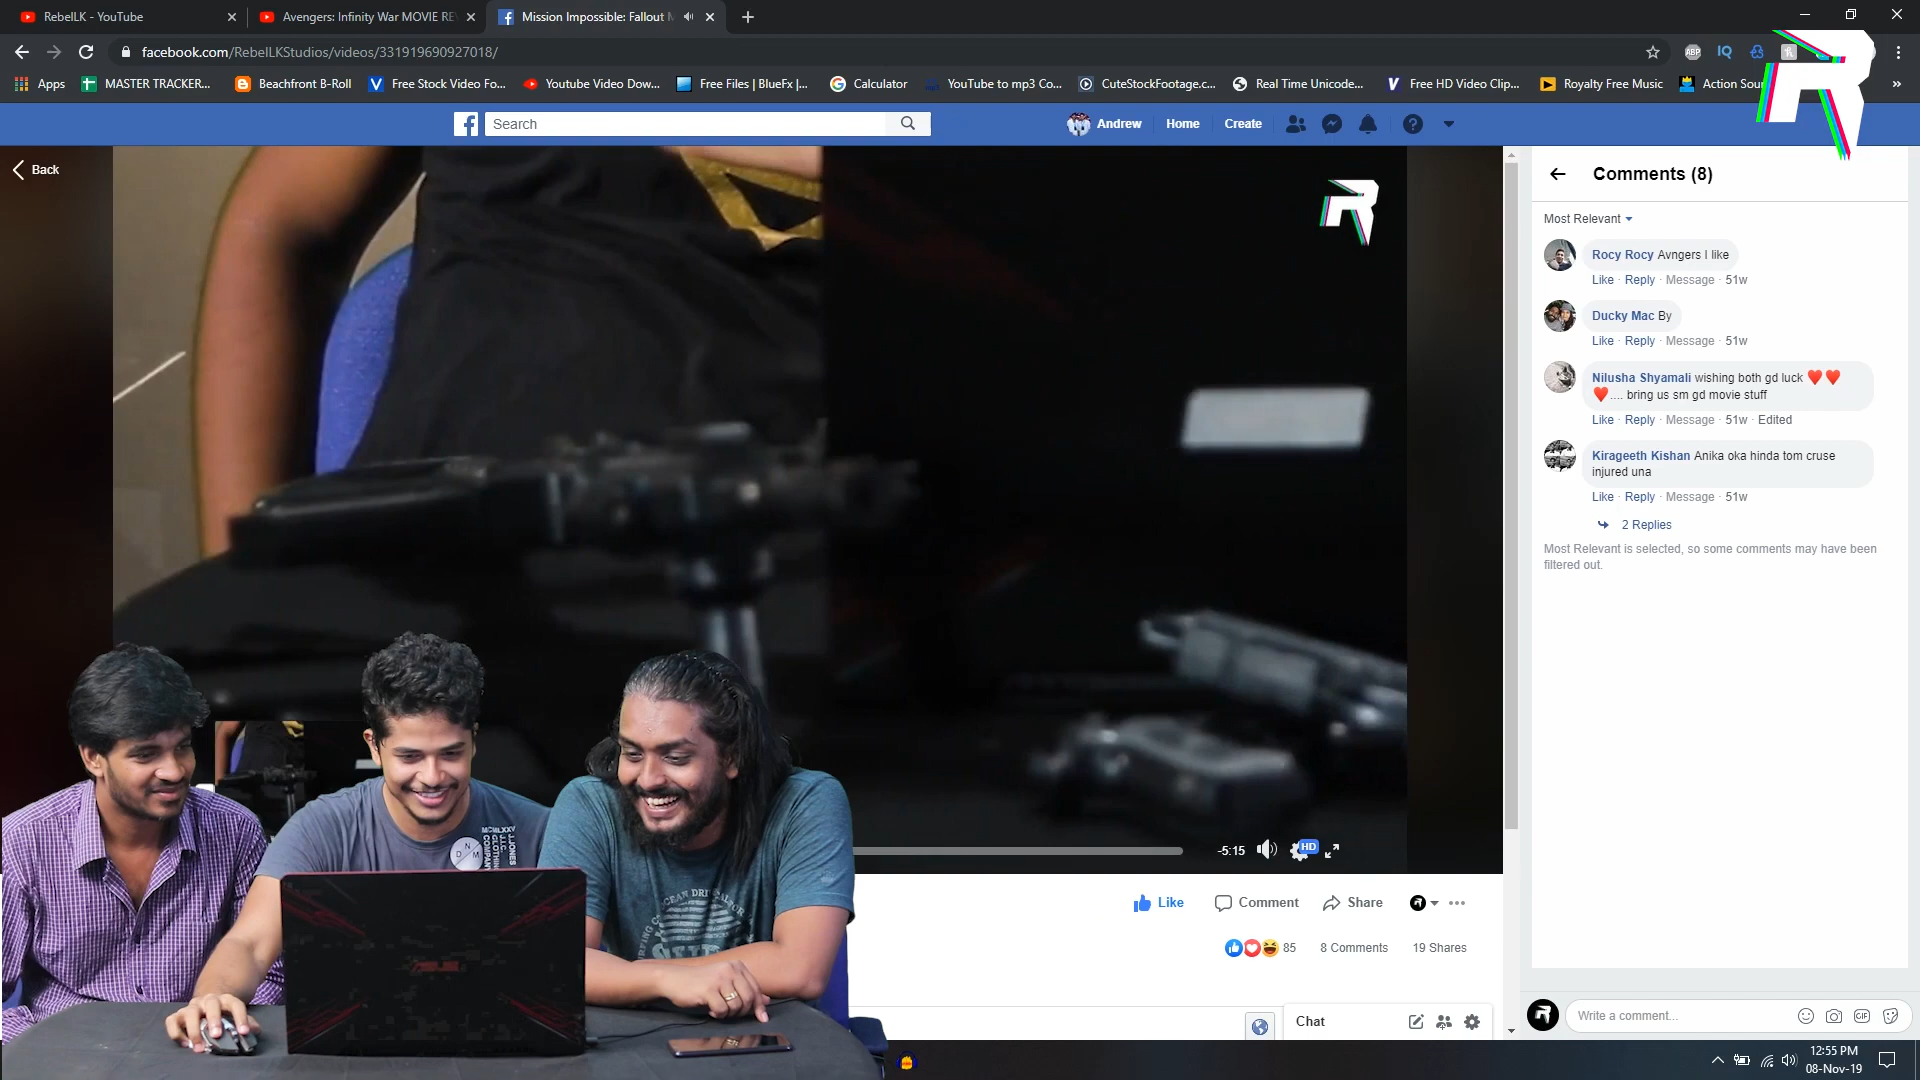 RebelLK - YouTube
Avengers: Infinity War MOVIE RE
Mission Impossible: Fallout M
facebook.com/RebelLKStudios/videos/331919690927018/
ABP
IQ
Apps
MASTER TRACKER...
Beachfront B-Roll
Free Stock Video Fo...
Youtube Video Dow...
Free Files | BlueFx |...
Calculator
YouTube to mp3 Co...
CuteStockFootage.c...
Real Time Unicode...
Free HD Video Clip...
Royalty Free Music
Action Sou
Search
Andrew
Home
Create
Back
Comments (8)
Most Relevant
Rocy Rocy Avngers I like
Like · Reply · Message · 51w
Ducky Mac By
Like · Reply · Message · 51w
Nilusha Shyamali wishing both gd luck ❤️❤️
❤️.... bring us sm gd movie stuff
Like · Reply · Message · 51w · Edited
Kirageeth Kishan Anika oka hinda tom cruse
injured una
Like · Reply · Message · 51w
2 Replies
Most Relevant is selected, so some comments may have been
filtered out.
-5:15
HD
Like
Comment
Share
85
8 Comments
19 Shares
Chat
Write a comment...
GIF
12:55 PM
08-Nov-19